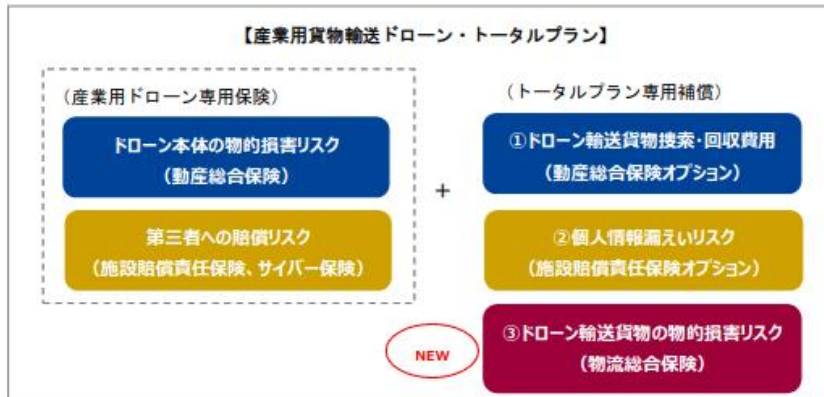 【産業用貨物輸送ドローン・トータルプラン】
（産業用ドローン専用保険）
ドローン本体の物的損害リスク
（動産総合保険）
第三者への賠償リスク
（施設賠償責任保険、サイバー保険）
+
（トータルプラン専用補償）
①ドローン輸送貨物捜索・回収費用
（動産総合保険オプション）
②個人情報漏えいリスク
（施設賠償責任保険オプション）
NEW
③ドローン輸送貨物の物的損害リスク
（物流総合保険）